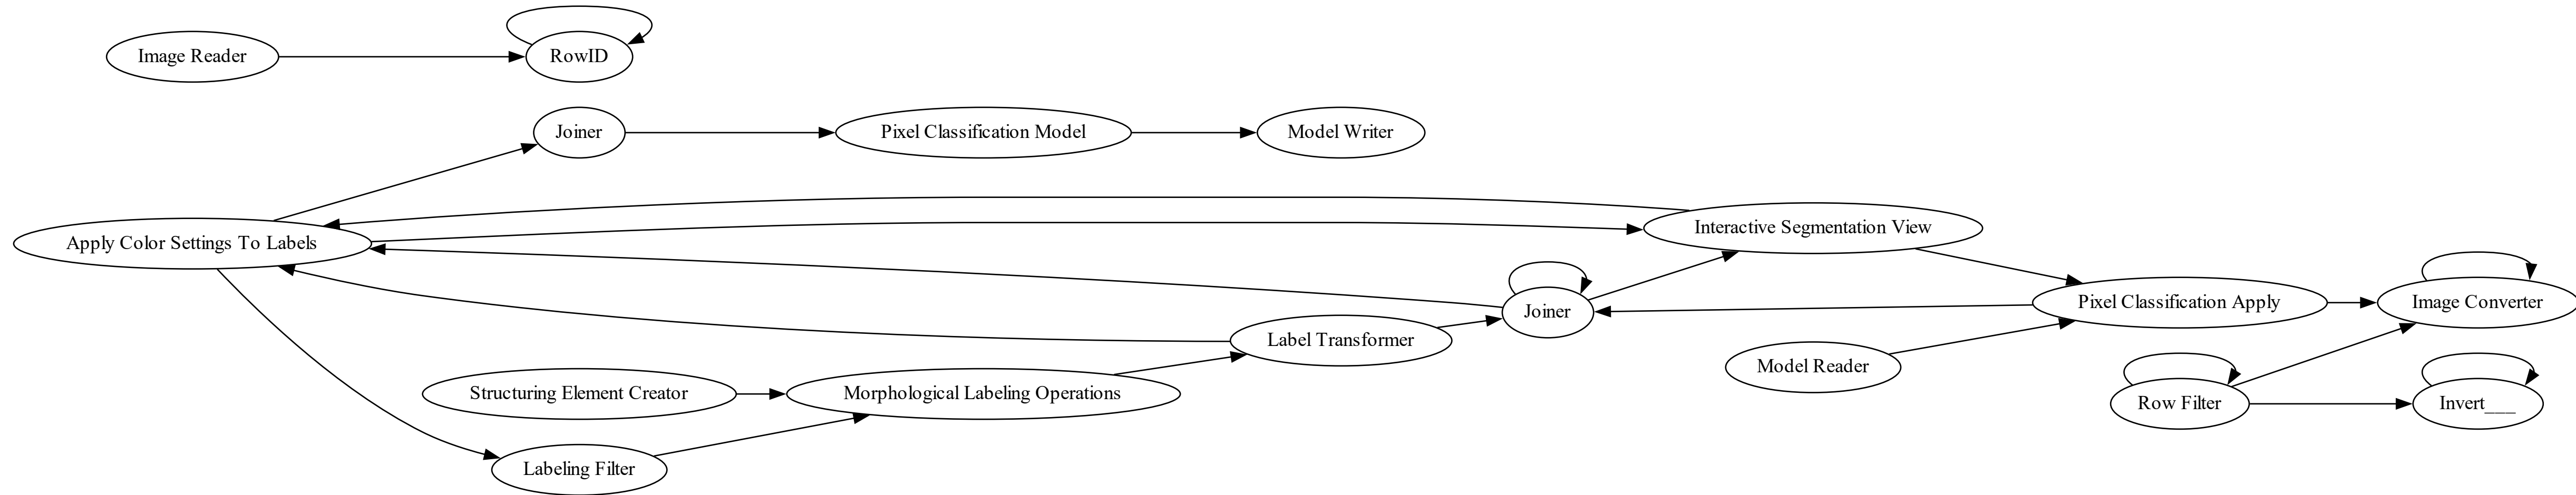 Image Reader
RowID
Joiner
Pixel Classification Model
Model Writer
Apply Color Settings To Labels
Interactive Segmentation View
Joiner
Pixel Classification Apply
Image Converter
Label Transformer
Model Reader
Structuring Element Creator
Morphological Labeling Operations
Row Filter
Invert___
Labeling Filter